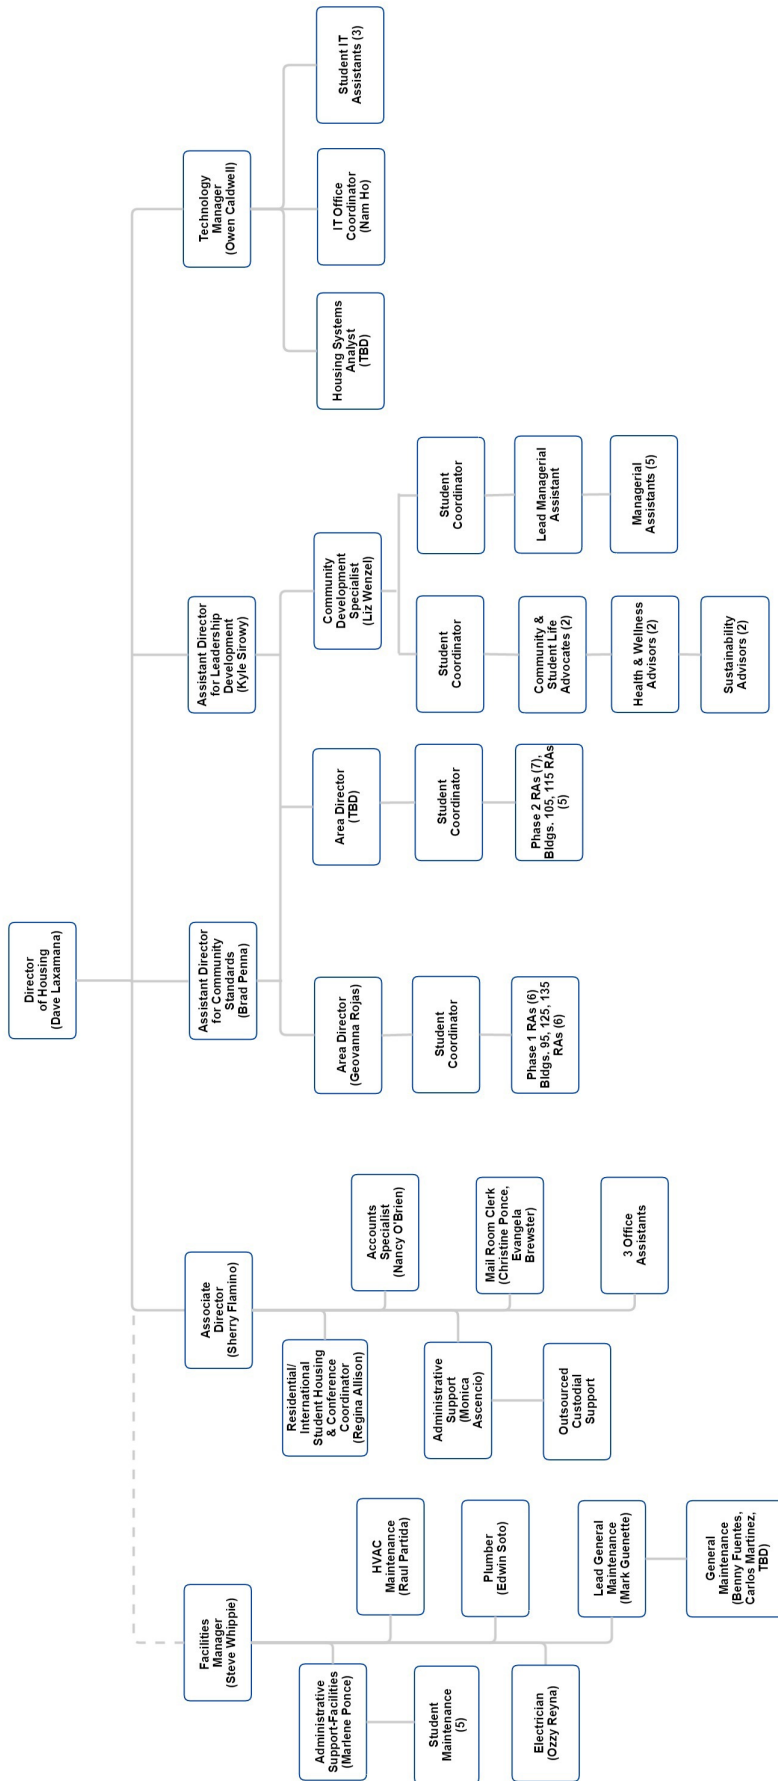 Director
of Housing
(Dave Laxamana)
Facilities
Manager
(Steve Whippie)
Associate
Director
(Sherry Flamino)
Assistant Director
for Community
Standards
(Brad Penna)
Assistant Director
for Leadership
Development
(Kyle Sirowy)
Technology
Manager
(Owen Caldwell)
Administrative
Support-Facilities
(Marlene Ponce)
HVAC
Maintenance
(Raul Partida)
Student
Maintenance
(5)
Plumber
(Edwin Soto)
Electrician
(Ozzy Reyna)
Lead General
Maintenance
(Mark Guenette)
General
Maintenance
(Benny Fuentes,
Carlos Martinez,
TBD)
Residential/
International
Student Housing
& Conference
Coordinator
(Regina Allison)
Accounts
Specialist
(Nancy O'Brien)
Administrative
Support
(Monica
Ascencio)
Mail Room Clerk
(Christine Ponce,
Evangela
Brewster)
Outsourced
Custodial
Support
3 Office
Assistants
Area Director
(Geovanna Rojas)
Student
Coordinator
Phase 1 RAs (6)
Bldgs. 95, 125, 135
RAs (6)
Area Director
(TBD)
Student
Coordinator
Phase 2 RAs (7),
Bldgs. 105, 115 RAs
(5)
Community
Development
Specialist
(Liz Wenzel)
Student
Coordinator
Community &
Student Life
Advocates (2)
Health & Wellness
Advisors (2)
Sustainability
Advisors (2)
Student
Coordinator
Lead Managerial
Assistant
Managerial
Assistants (5)
Housing Systems
Analyst
(TBD)
IT Office
Coordinator
(Nam Ho)
Student IT
Assistants (3)